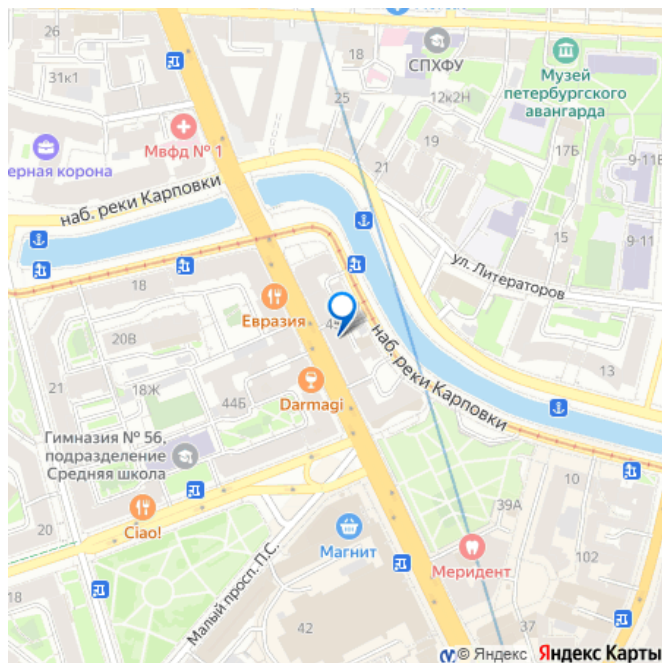 26
31к1
18
25
СПХФУ
12к2Н
Музей
петербургского
авангарда
Мвфд № 1
ерная корона
наб. реки Карповки
19
21
17Б
9-11В
15
9-11
ул. Литераторов
18
Евразия
20В
21
18Ж
44Б
Darmagi
наб. реки Карповки
13
Гимназия № 56,
подразделение
Средняя школа
Ciao!
20
18
Малый просп. П.С.
Магнит
42
39А
10
102
Меридент
37
© Яндекс Яндекс Карты